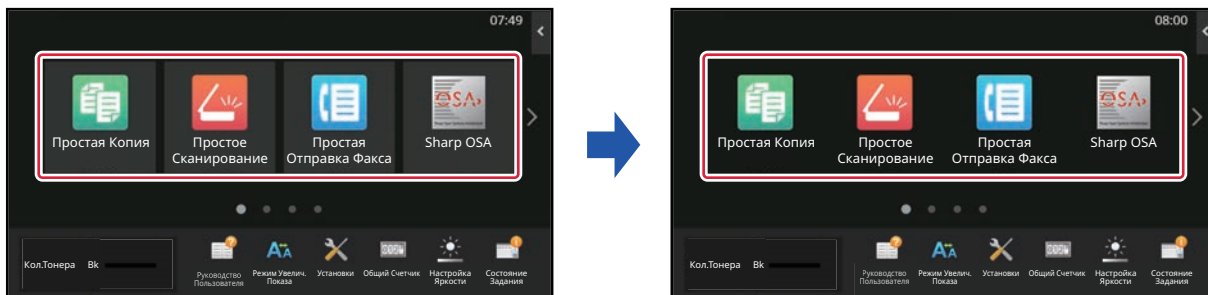 07:49
Простая Копия
Простое
Сканирование
Простая
Отправка Факса
OSA
Sharp OSA
Кол.Тонера Bk
Руководство
Пользователя
Режим Увелич.
Показа
Установки
Общий Счетчик
Настройка
Яркости
Состояние
Задания
08:00
Простая Копия
Простое
Сканирование
Простая
Отправка Факса
OSA
Sharp OSA
Кол.Тонера Bk
Руководство
Пользователя
Режим Увелич.
Показа
Установки
Общий Счетчик
Настройка
Яркости
Состояние
Задания